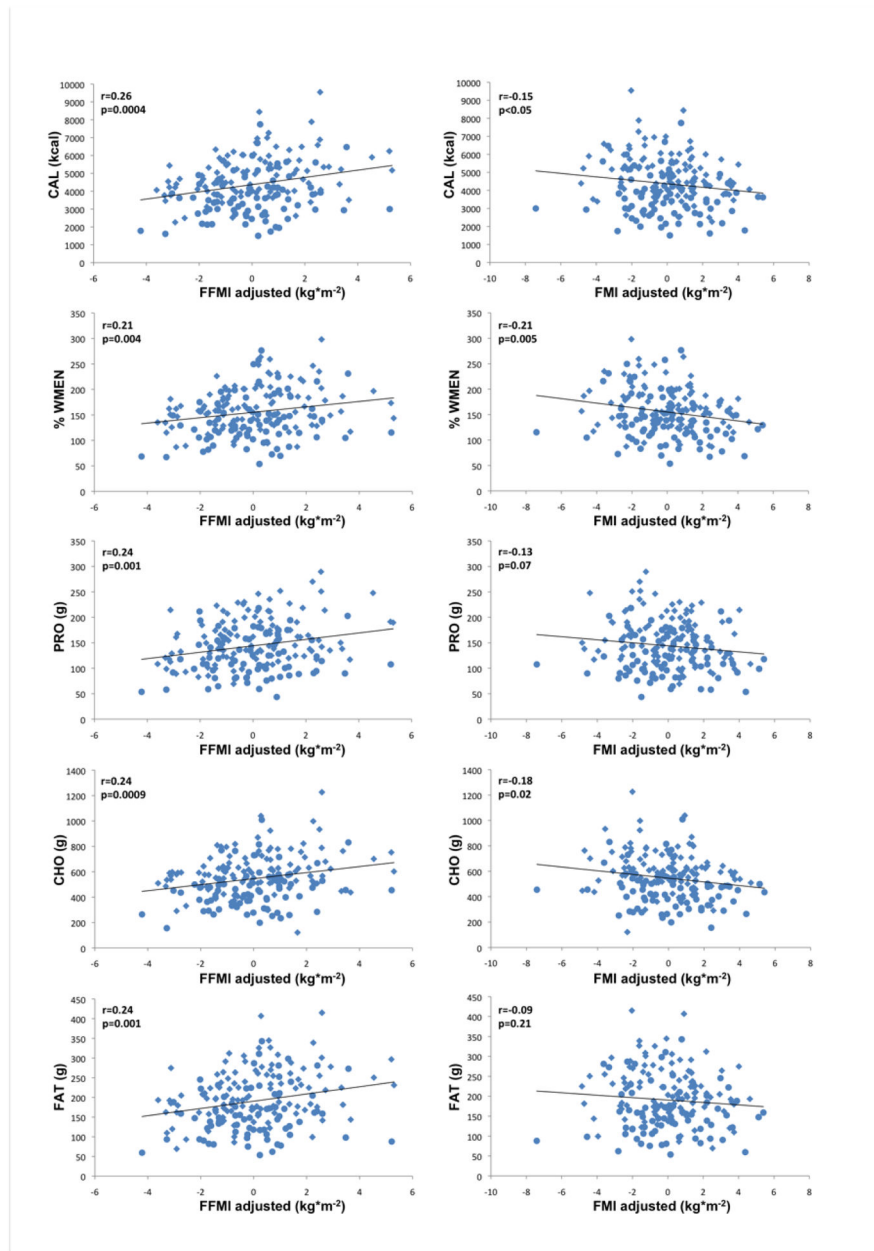 r=0.26
p=0.0004
CAL (kcal)
10000
9000
8000
7000
6000
5000
4000
3000
2000
1000
0
-6 -4 -2 0 2 4 6
FFMI adjusted (kg*m-2)
r=-0.15
p<0.05
CAL (kcal)
10000
9000
8000
7000
6000
5000
4000
3000
2000
1000
0
-10 -8 -6 -4 -2 0 2 4 6 8
FMI adjusted (kg*m-2)
r=0.21
p=0.004
% WMEN
350
300
250
200
150
100
50
0
-6 -4 -2 0 2 4 6
FFMI adjusted (kg*m-2)
r=-0.21
p=0.005
% WMEN
350
300
250
200
150
100
50
0
-10 -8 -6 -4 -2 0 2 4 6 8
FMI adjusted (kg*m-2)
r=0.24
p=0.001
PRO (g)
350
300
250
200
150
100
50
0
-6 -4 -2 0 2 4 6
FFMI adjusted (kg*m-2)
r=-0.13
p=0.07
PRO (g)
350
300
250
200
150
100
50
0
-10 -8 -6 -4 -2 0 2 4 6 8
FMI adjusted (kg*m-2)
r=0.24
p=0.0009
CHO (g)
1400
1200
1000
800
600
400
200
0
-6 -4 -2 0 2 4 6
FFMI adjusted (kg*m-2)
r=-0.18
p=0.02
CHO (g)
1400
1200
1000
800
600
400
200
0
-10 -8 -6 -4 -2 0 2 4 6 8
FMI adjusted (kg*m-2)
r=0.24
p=0.001
FAT (g)
450
400
350
300
250
200
150
100
50
0
-6 -4 -2 0 2 4 6
FFMI adjusted (kg*m-2)
r=-0.09
p=0.21
FAT (g)
450
400
350
300
250
200
150
100
50
0
-10 -8 -6 -4 -2 0 2 4 6 8
FMI adjusted (kg*m-2)